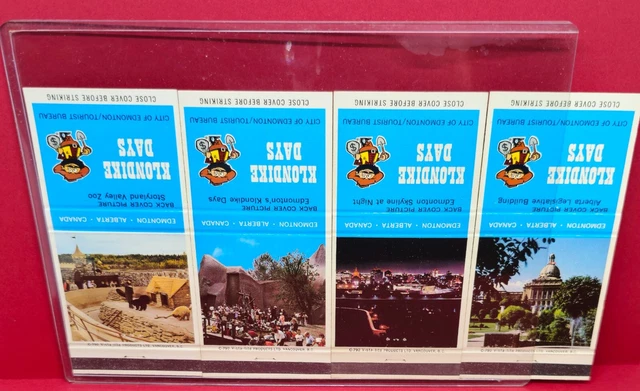 CLOSE COVER BEFORE STRIKING
CITY OF EDMONTON/TOURIST BUREAU
KLONDIKE
DAYS
BACK COVER PICTURE
Storyland Valley Zoo
EDMONTON • ALBERTA • CANADA
CLOSE COVER BEFORE STRIKING
CITY OF EDMONTON/TOURIST BUREAU
KLONDIKE
DAYS
BACK COVER PICTURE
Edmonton's Klondike Days
EDMONTON • ALBERTA • CANADA
CLOSE COVER BEFORE STRIKING
CITY OF EDMONTON/TOURIST BUREAU
KLONDIKE
DAYS
BACK COVER PICTURE
Edmonton Skyline at Night
EDMONTON • ALBERTA • CANADA
CLOSE COVER BEFORE STRIKING
CITY OF EDMONTON/TOURIST BUREAU
KLONDIKE
DAYS
BACK COVER PICTURE
Alberta Legislative Building
EDMONTON • ALBERTA • CANADA